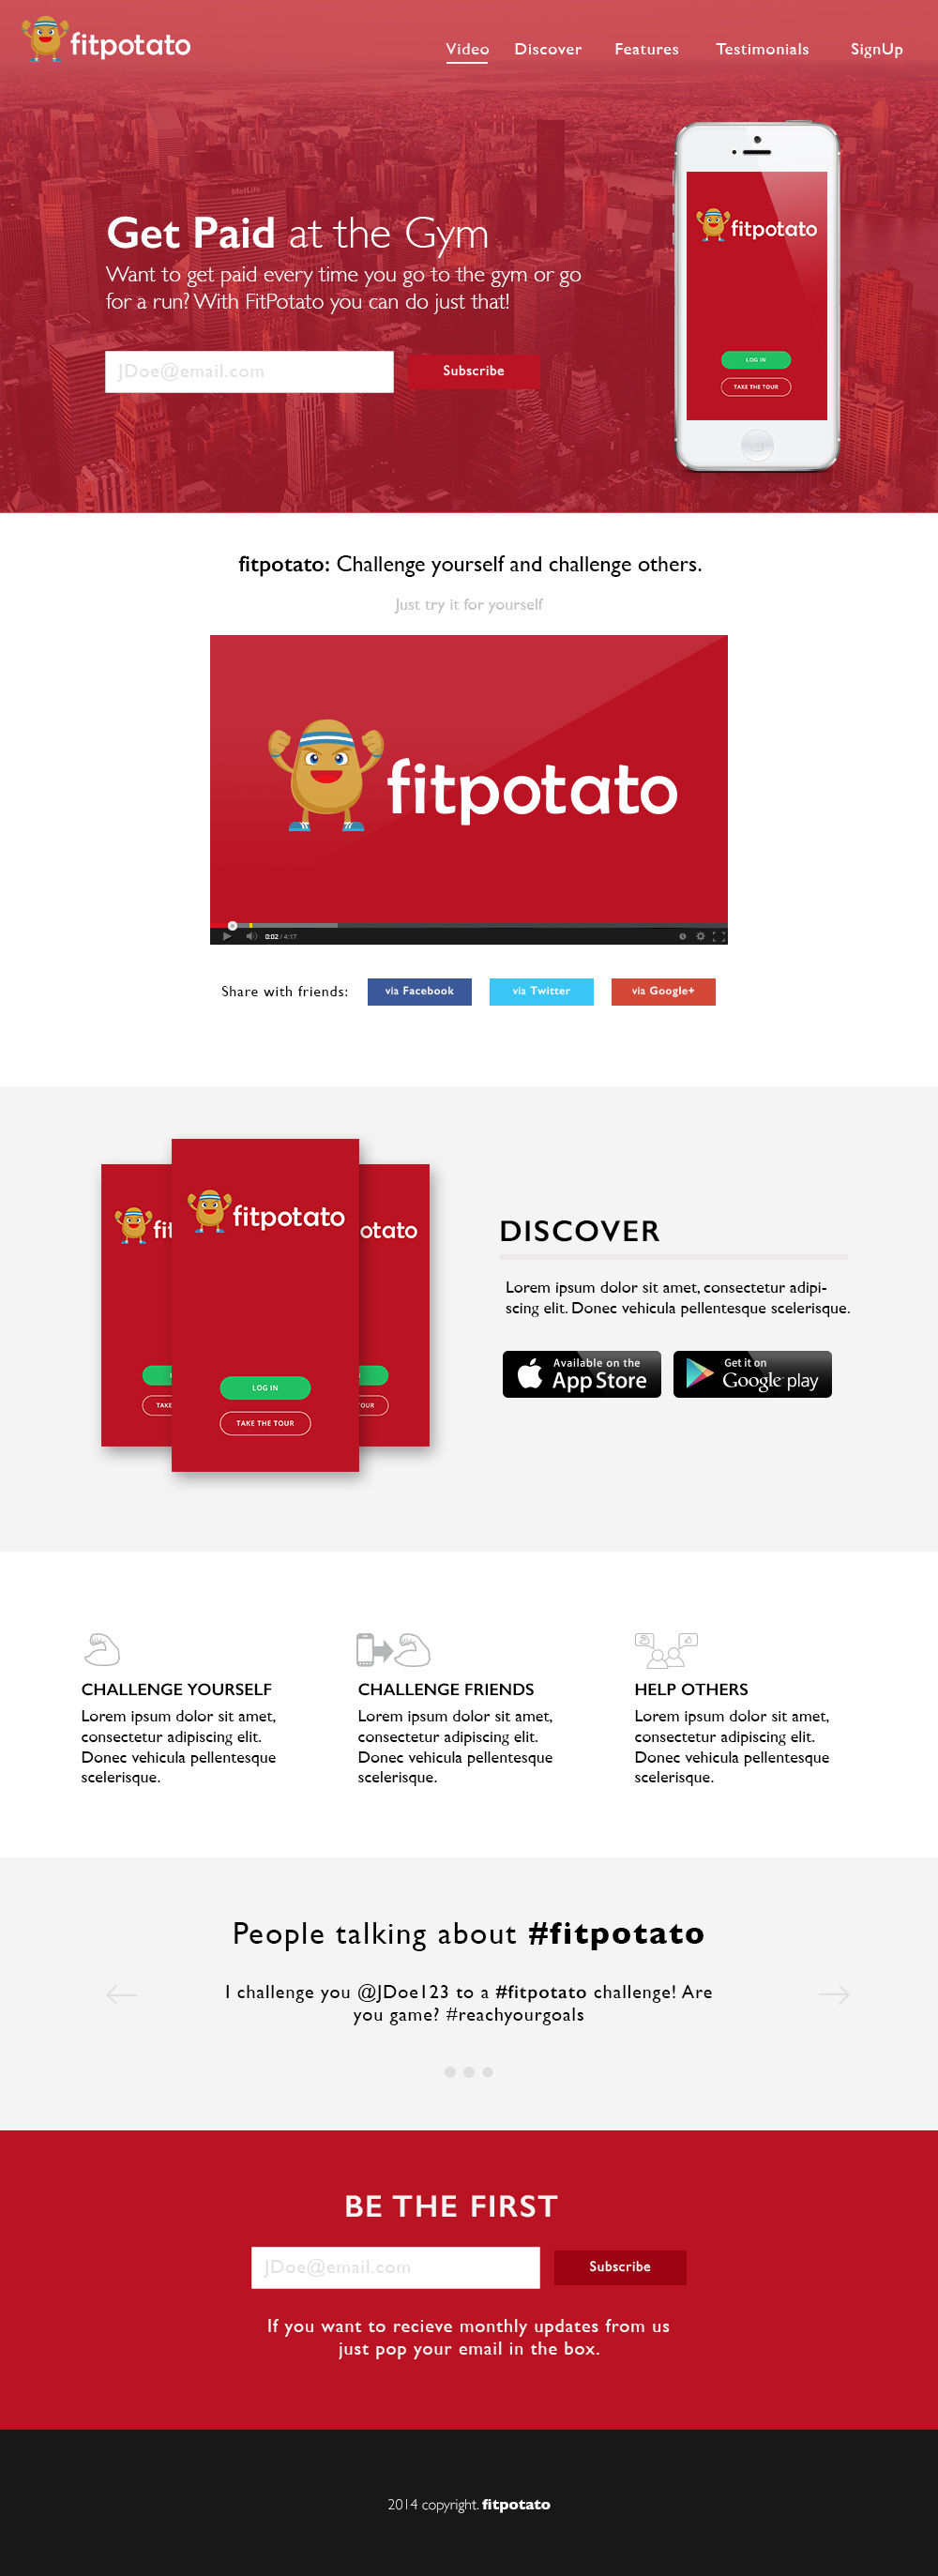 fitpotato
Video Discover Features Testimonials SignUp
MetLife
Get Paid at the Gym
Want to get paid every time you go to the gym or go
for a run? With FitPotato you can do just that!
JDoe@email.com
Subscribe
fitpotato
LOG IN
TAKE THE TOUR
fitpotato: Challenge yourself and challenge others.
Just try it for yourself
fitpotato
0:02 / 4:17
Share with friends: via Facebook via Twitter via Google+
fit
fitpotato
otato
LOG IN
TAKE THE TOUR
TAKE
OUR
DISCOVER
Lorem ipsum dolor sit amet, consectetur adipi-
scing elit. Donec vehicula pellentesque scelerisque.
Available on the
App Store
Get it on
Google play
CHALLENGE YOURSELF
Lorem ipsum dolor sit amet,
consectetur adipiscing elit.
Donec vehicula pellentesque
scelerisque.
CHALLENGE FRIENDS
Lorem ipsum dolor sit amet,
consectetur adipiscing elit.
Donec vehicula pellentesque
scelerisque.
HELP OTHERS
Lorem ipsum dolor sit amet,
consectetur adipiscing elit.
Donec vehicula pellentesque
scelerisque.
People talking about #fitpotato
I challenge you @JDoe123 to a #fitpotato challenge! Are
you game? #reachyourgoals
BE THE FIRST
JDoe@email.com
Subscribe
If you want to recieve monthly updates from us
just pop your email in the box.
2014 copyright. fitpotato